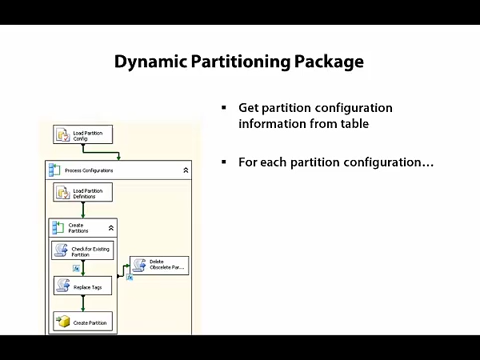 Dynamic Partitioning Package
▪ Get partition configuration
information from table
▪ For each partition configuration…
Load Partition
Config
Process Configurations
Load Partition
Definitions
Create
Partitions
Check for Existing
Partition
Delete
Obscelete Par...
Replace Tags
Create Partition